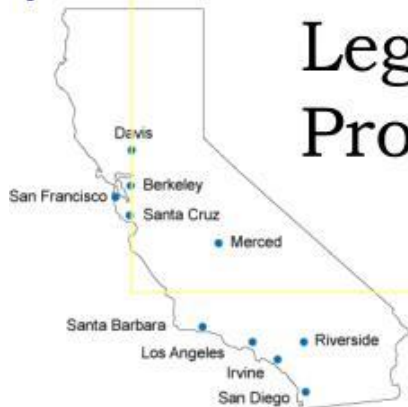 Leg
Pro
Davis
Berkeley
San Francisco
Santa Cruz
Merced
Santa Barbara
Los Angeles
Riverside
Irvine
San Diego